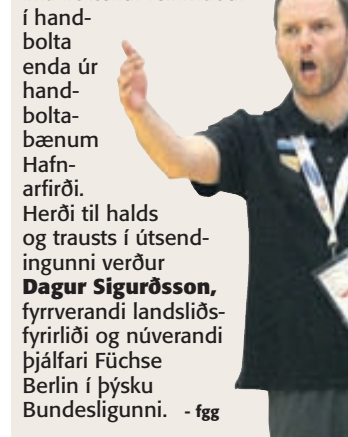 í hand-
bolta
enda úr
hand-
bolta-
bænum
Hafn-
arfirði.
Herði til halds
og trausts í útsend-
ingunni verður
Dagur Sigurðsson,
fyrrverandi landsliðs-
fyrirliði og núverandi
þjálfari Füchse
Berlin í þýsku
Bundesligunni. - fgg